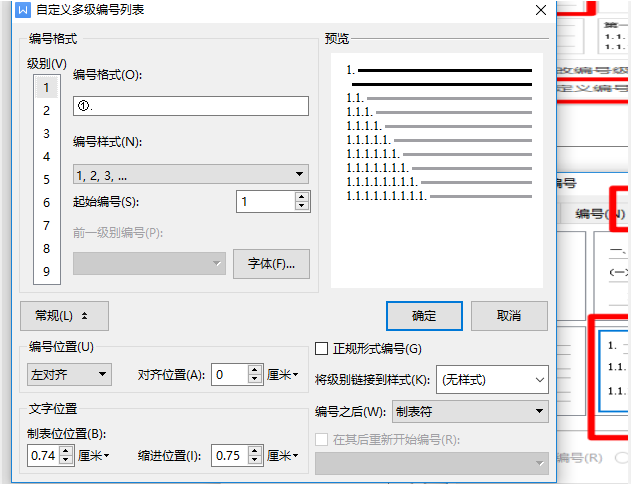 自定义多级编号列表
编号格式
级别(V)
1
2
3
4
5
6
7
8
9
编号格式(O):
①.
编号样式(N):
1, 2, 3, ...
起始编号(S):
1
前一级别编号(P):
字体(F)...
预览
1.
1.1.
1.1.1.
1.1.1.1.
1.1.1.1.1.
1.1.1.1.1.1.
1.1.1.1.1.1.1.
1.1.1.1.1.1.1.1.
1.1.1.1.1.1.1.1.1.
常规(L)
确定
取消
编号位置(U)
左对齐
对齐位置(A):
0
厘米
文字位置
制表位位置(B):
0.74
厘米
缩进位置(I):
0.75
厘米
正规形式编号(G)
将级别链接到样式(K):
(无样式)
编号之后(W):
制表符
在其后重新开始编号(R):
第一
1.1.
1.1.
改编号级
定义编号
编号
编号(N)
一、
(一)
1.
1.1.
1.1.
编号(R)